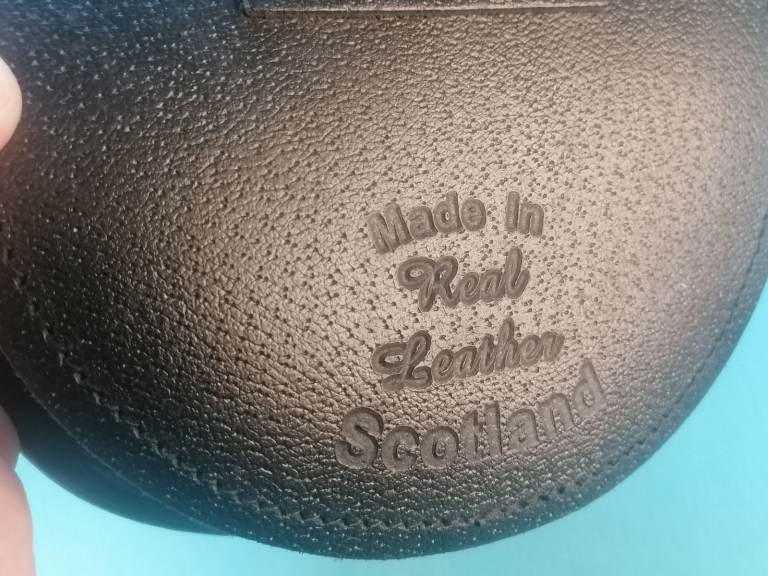 Made In
Real
Leather
Scotland